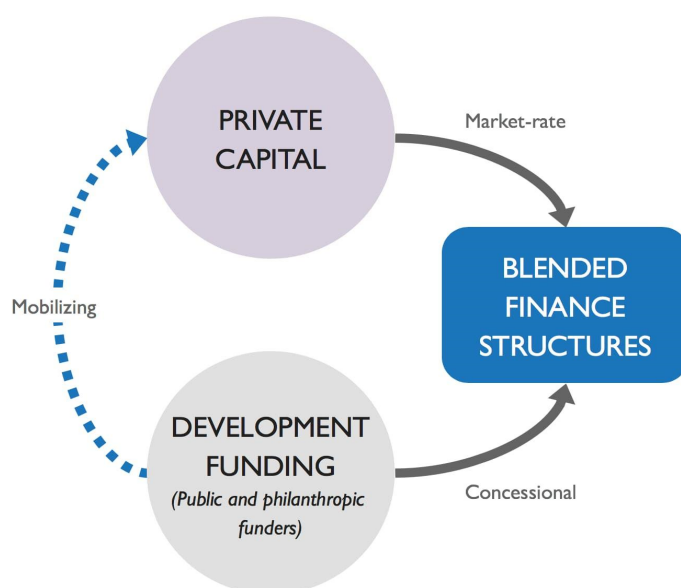 PRIVATE
CAPITAL
Market-rate
BLENDED
FINANCE
STRUCTURES
Mobilizing
DEVELOPMENT
FUNDING
(Public and philanthropic
funders)
Concessional